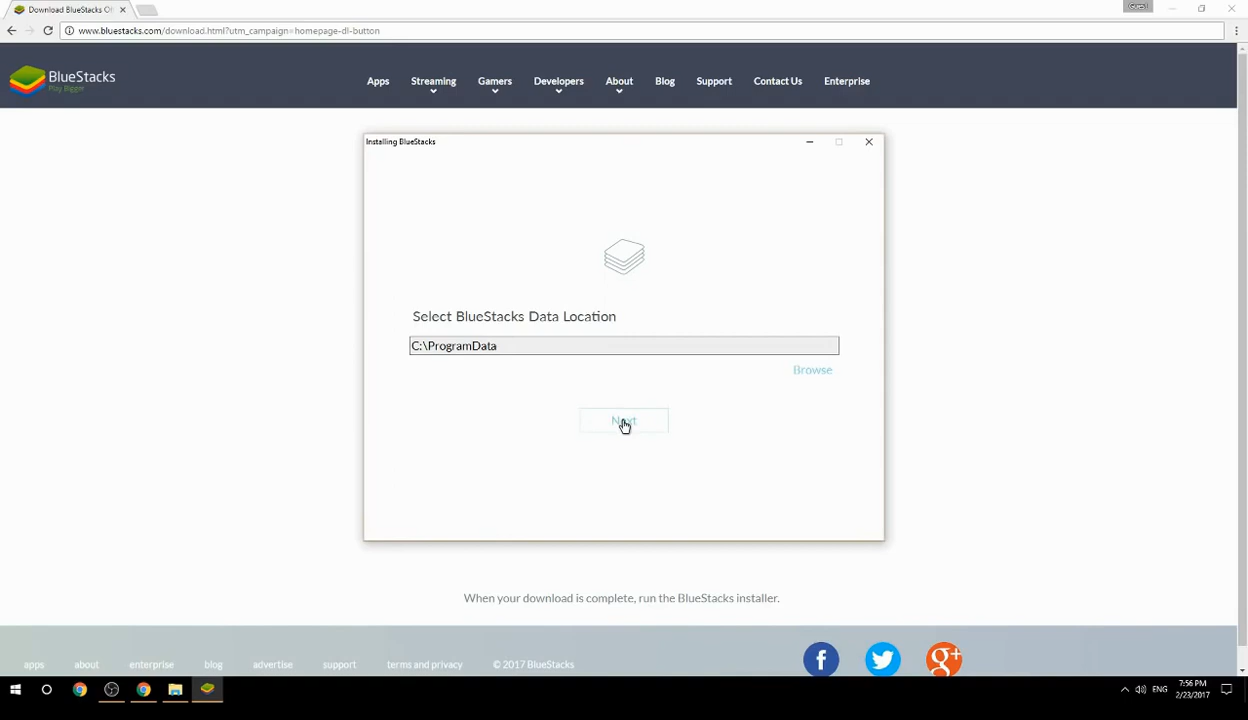 Download BlueStacks Of
Guest
www.bluestacks.com/download.html?utm_campaign=homepage-dl-button
BlueStacks
Play Bigger
Apps Streaming Gamers Developers About Blog Support Contact Us Enterprise
Installing BlueStacks
Select BlueStacks Data Location
C:\ProgramData
Browse
Next
When your download is complete, run the BlueStacks installer.
apps about enterprise blog advertise support terms and privacy © 2017 BlueStacks
f g+
ENG
7:56 PM
2/23/2017